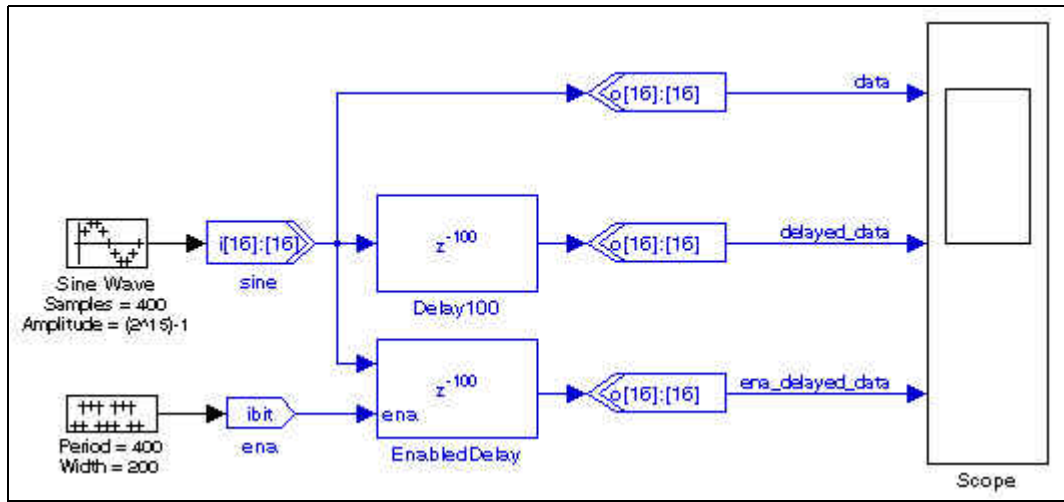 o[16]:[16]
data
i[16]:[16]
sine
Sine Wave
Samples = 400
Amplitude = (2^15)-1
z-100
Delay100
o[16]:[16]
delayed_data
Period = 400
Width = 200
ibit
ena
z-100
ena
EnabledDelay
o[16]:[16]
ena_delayed_data
Scope